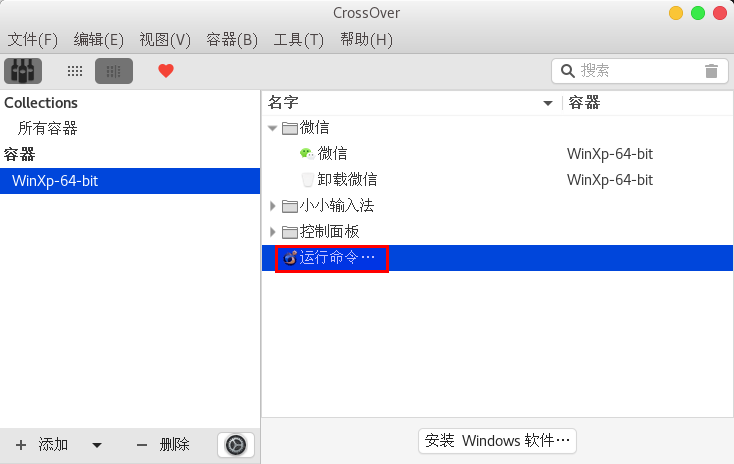 CrossOver
文件(F) 编辑(E) 视图(V) 容器(B) 工具(T) 帮助(H)
搜索
Collections
所有容器
容器
WinXp-64-bit
名字 容器
微信
微信 WinXp-64-bit
卸载微信 WinXp-64-bit
小小输入法
控制面板
运行命令…
添加 删除
安装 Windows 软件…